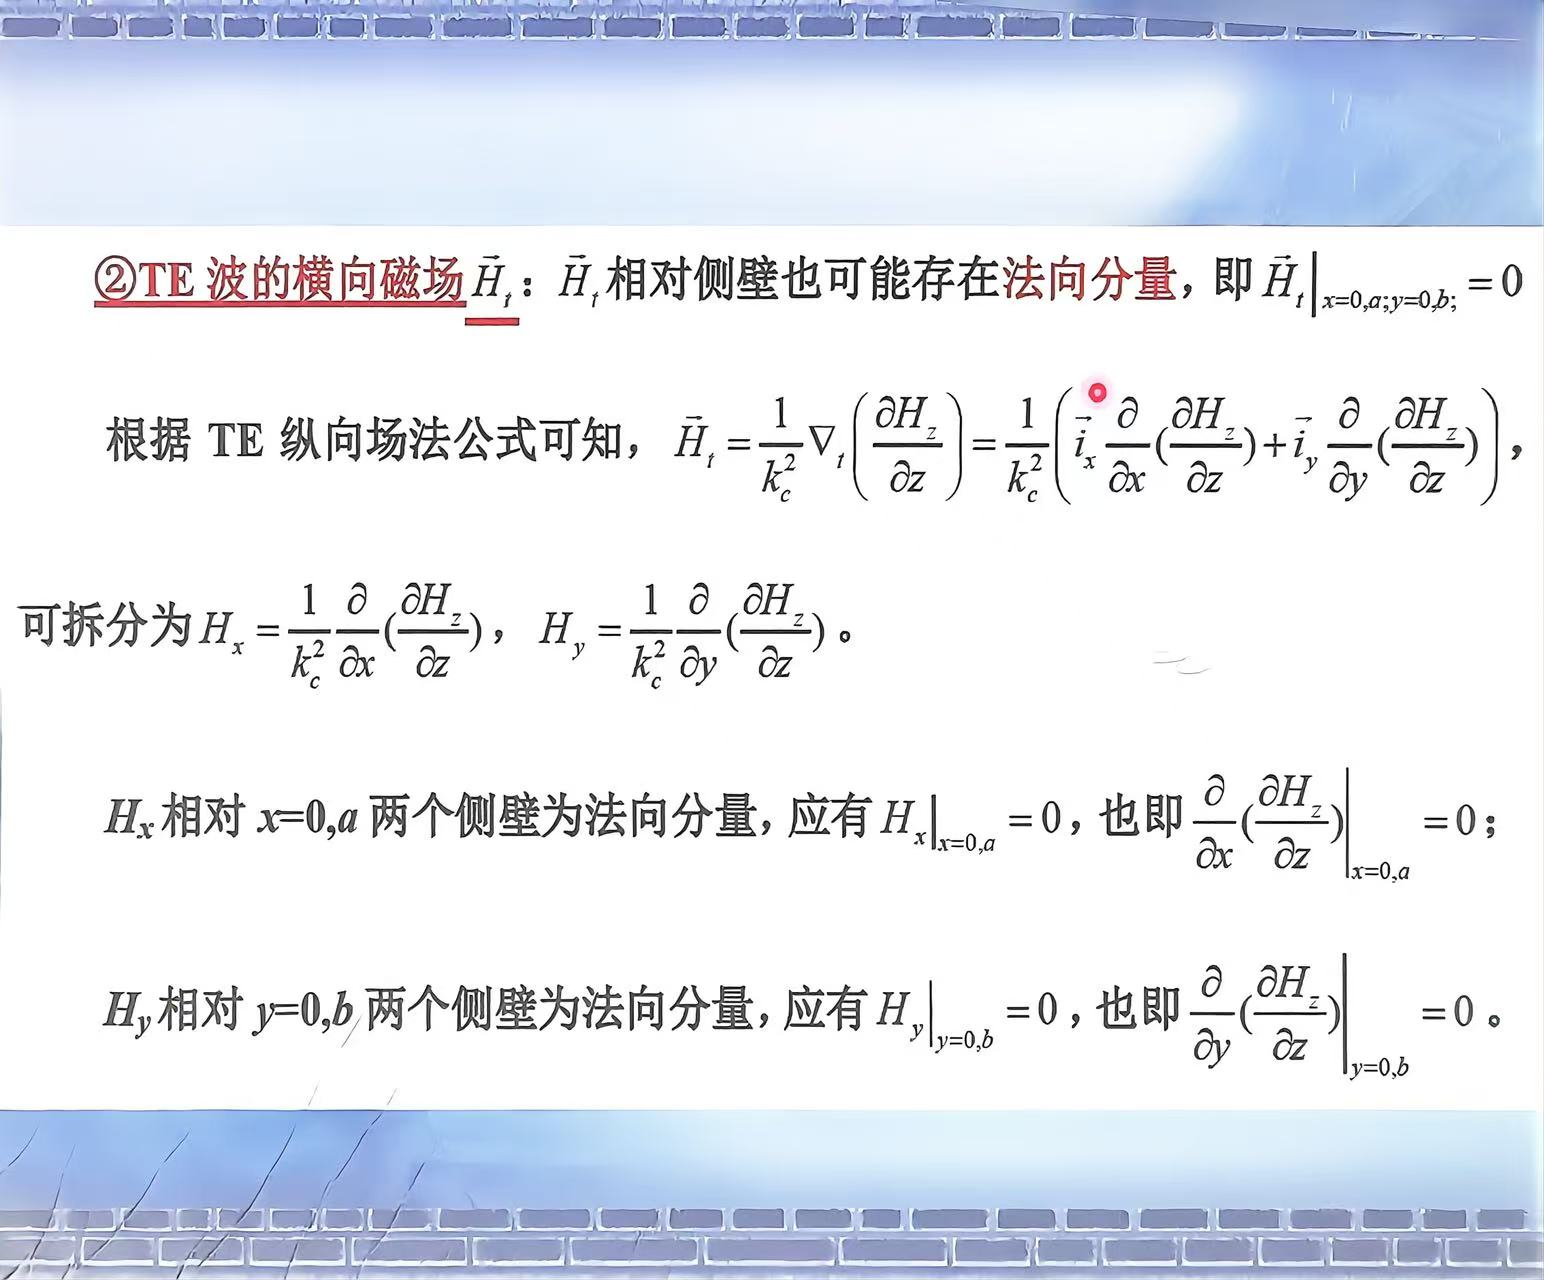 ②TE 波的横向磁场 $\vec{H}_t$：$\vec{H}_t$ 相对侧壁也可能存在法向分量，即 $\vec{H}_t\big|_{x=0,a;y=0,b;}=0$
根据 TE 纵向场法公式可知，$\vec{H}_t=\frac{1}{k_c^2}\nabla_t\left(\frac{\partial H_z}{\partial z}\right)=\frac{1}{k_c^2}\left(\vec{i}_x\frac{\partial}{\partial x}(\frac{\partial H_z}{\partial z})+\vec{i}_y\frac{\partial}{\partial y}(\frac{\partial H_z}{\partial z})\right)$，
可拆分为 $H_x=\frac{1}{k_c^2}\frac{\partial}{\partial x}(\frac{\partial H_z}{\partial z})$，$H_y=\frac{1}{k_c^2}\frac{\partial}{\partial y}(\frac{\partial H_z}{\partial z})$。
$H_x$ 相对 x=0,a 两个侧壁为法向分量，应有 $H_x\big|_{x=0,a}=0$，也即 $\frac{\partial}{\partial x}(\frac{\partial H_z}{\partial z})\big|_{x=0,a}=0$；
$H_y$ 相对 y=0,b 两个侧壁为法向分量，应有 $H_y\big|_{y=0,b}=0$，也即 $\frac{\partial}{\partial y}(\frac{\partial H_z}{\partial z})\big|_{y=0,b}=0$。